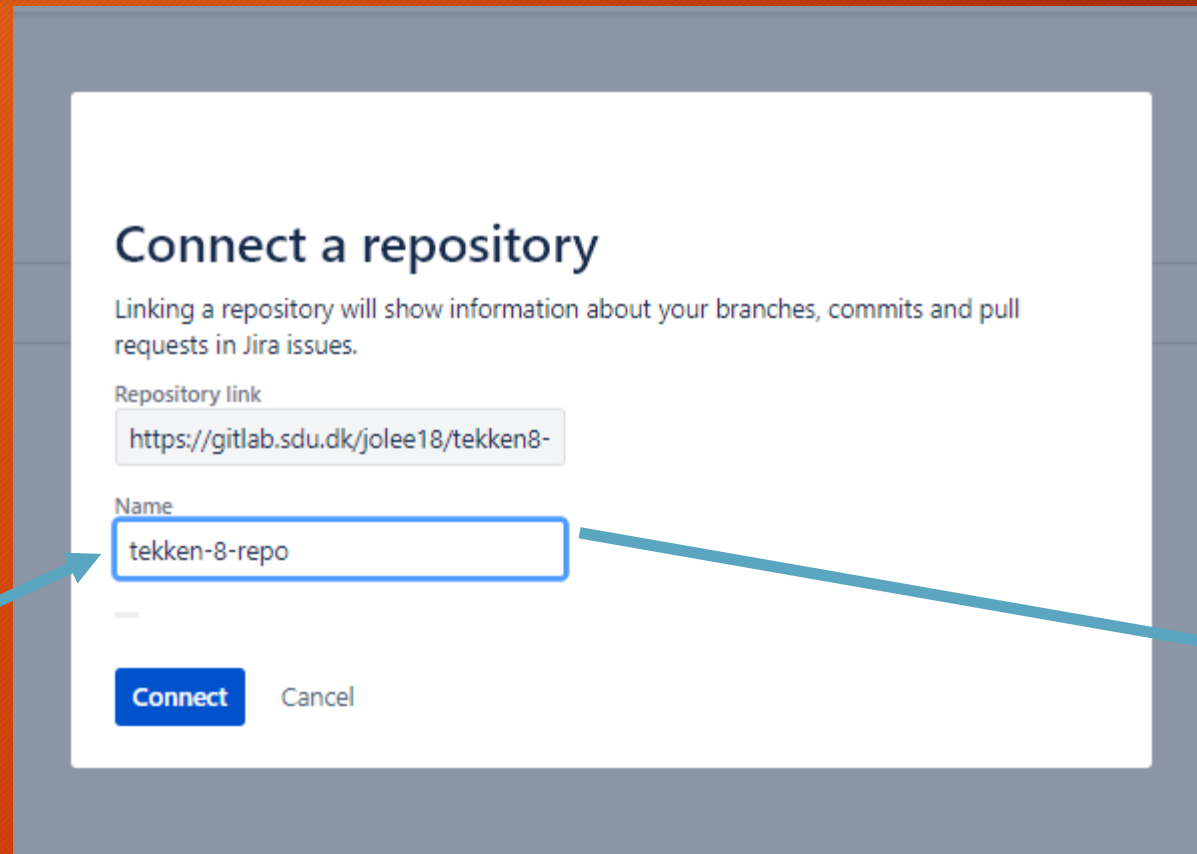 Connect a repository
Linking a repository will show information about your branches, commits and pull
requests in Jira issues.
Repository link
https://gitlab.sdu.dk/jolee18/tekken8-
Name
tekken-8-repo
Connect Cancel